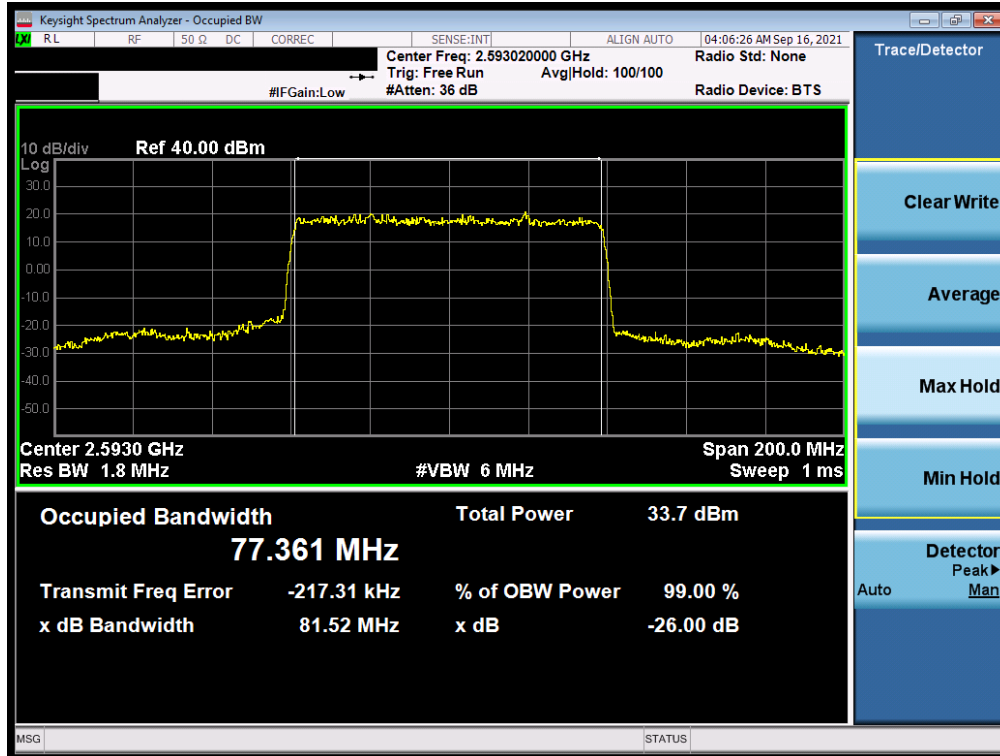 Keysight Spectrum Analyzer - Occupied BW
LXI RL RF 50 Ω DC CORREC SENSE:INT ALIGN AUTO 04:06:26 AM Sep 16, 2021
Center Freq: 2.593020000 GHz Radio Std: None
Trig: Free Run Avg|Hold: 100/100
#IFGain:Low #Atten: 36 dB Radio Device: BTS
10 dB/div Ref 40.00 dBm
Log
30.0
20.0
10.0
0.00
-10.0
-20.0
-30.0
-40.0
-50.0
Center 2.5930 GHz Span 200.0 MHz
Res BW 1.8 MHz #VBW 6 MHz Sweep 1 ms
Occupied Bandwidth Total Power 33.7 dBm
77.361 MHz
Transmit Freq Error -217.31 kHz % of OBW Power 99.00 %
x dB Bandwidth 81.52 MHz x dB -26.00 dB
MSG STATUS
Trace/Detector
Clear Write
Average
Max Hold
Min Hold
Detector
Peak▶
Auto Man